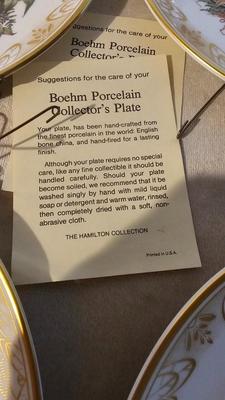 Suggestions for the care of your
Boehm Porcelain
Suggestions for the care of your
Boehm Porcelain
Collector's Plate
Your plate, has been hand-crafted from
the finest porcelain in the world: English
bone china, and hand-fired for a lasting
finish.
Although your plate requires no special
care, like any fine collectible it should be
handled carefully. Should your plate
become soiled, we recommend that it be
washed singly by hand with mild liquid
soap or detergent and warm water, rinsed,
then completely dried with a soft, non-
abrasive cloth.
THE HAMILTON COLLECTION
Printed in U.S.A.